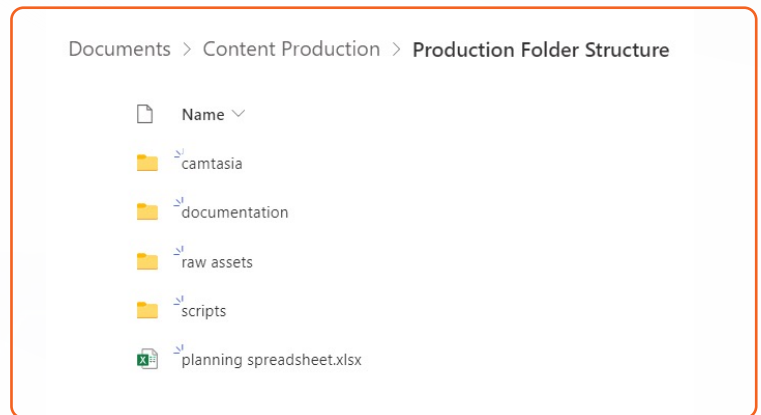 Documents > Content Production > Production Folder Structure
Name
camtasia
documentation
raw assets
scripts
planning spreadsheet.xlsx